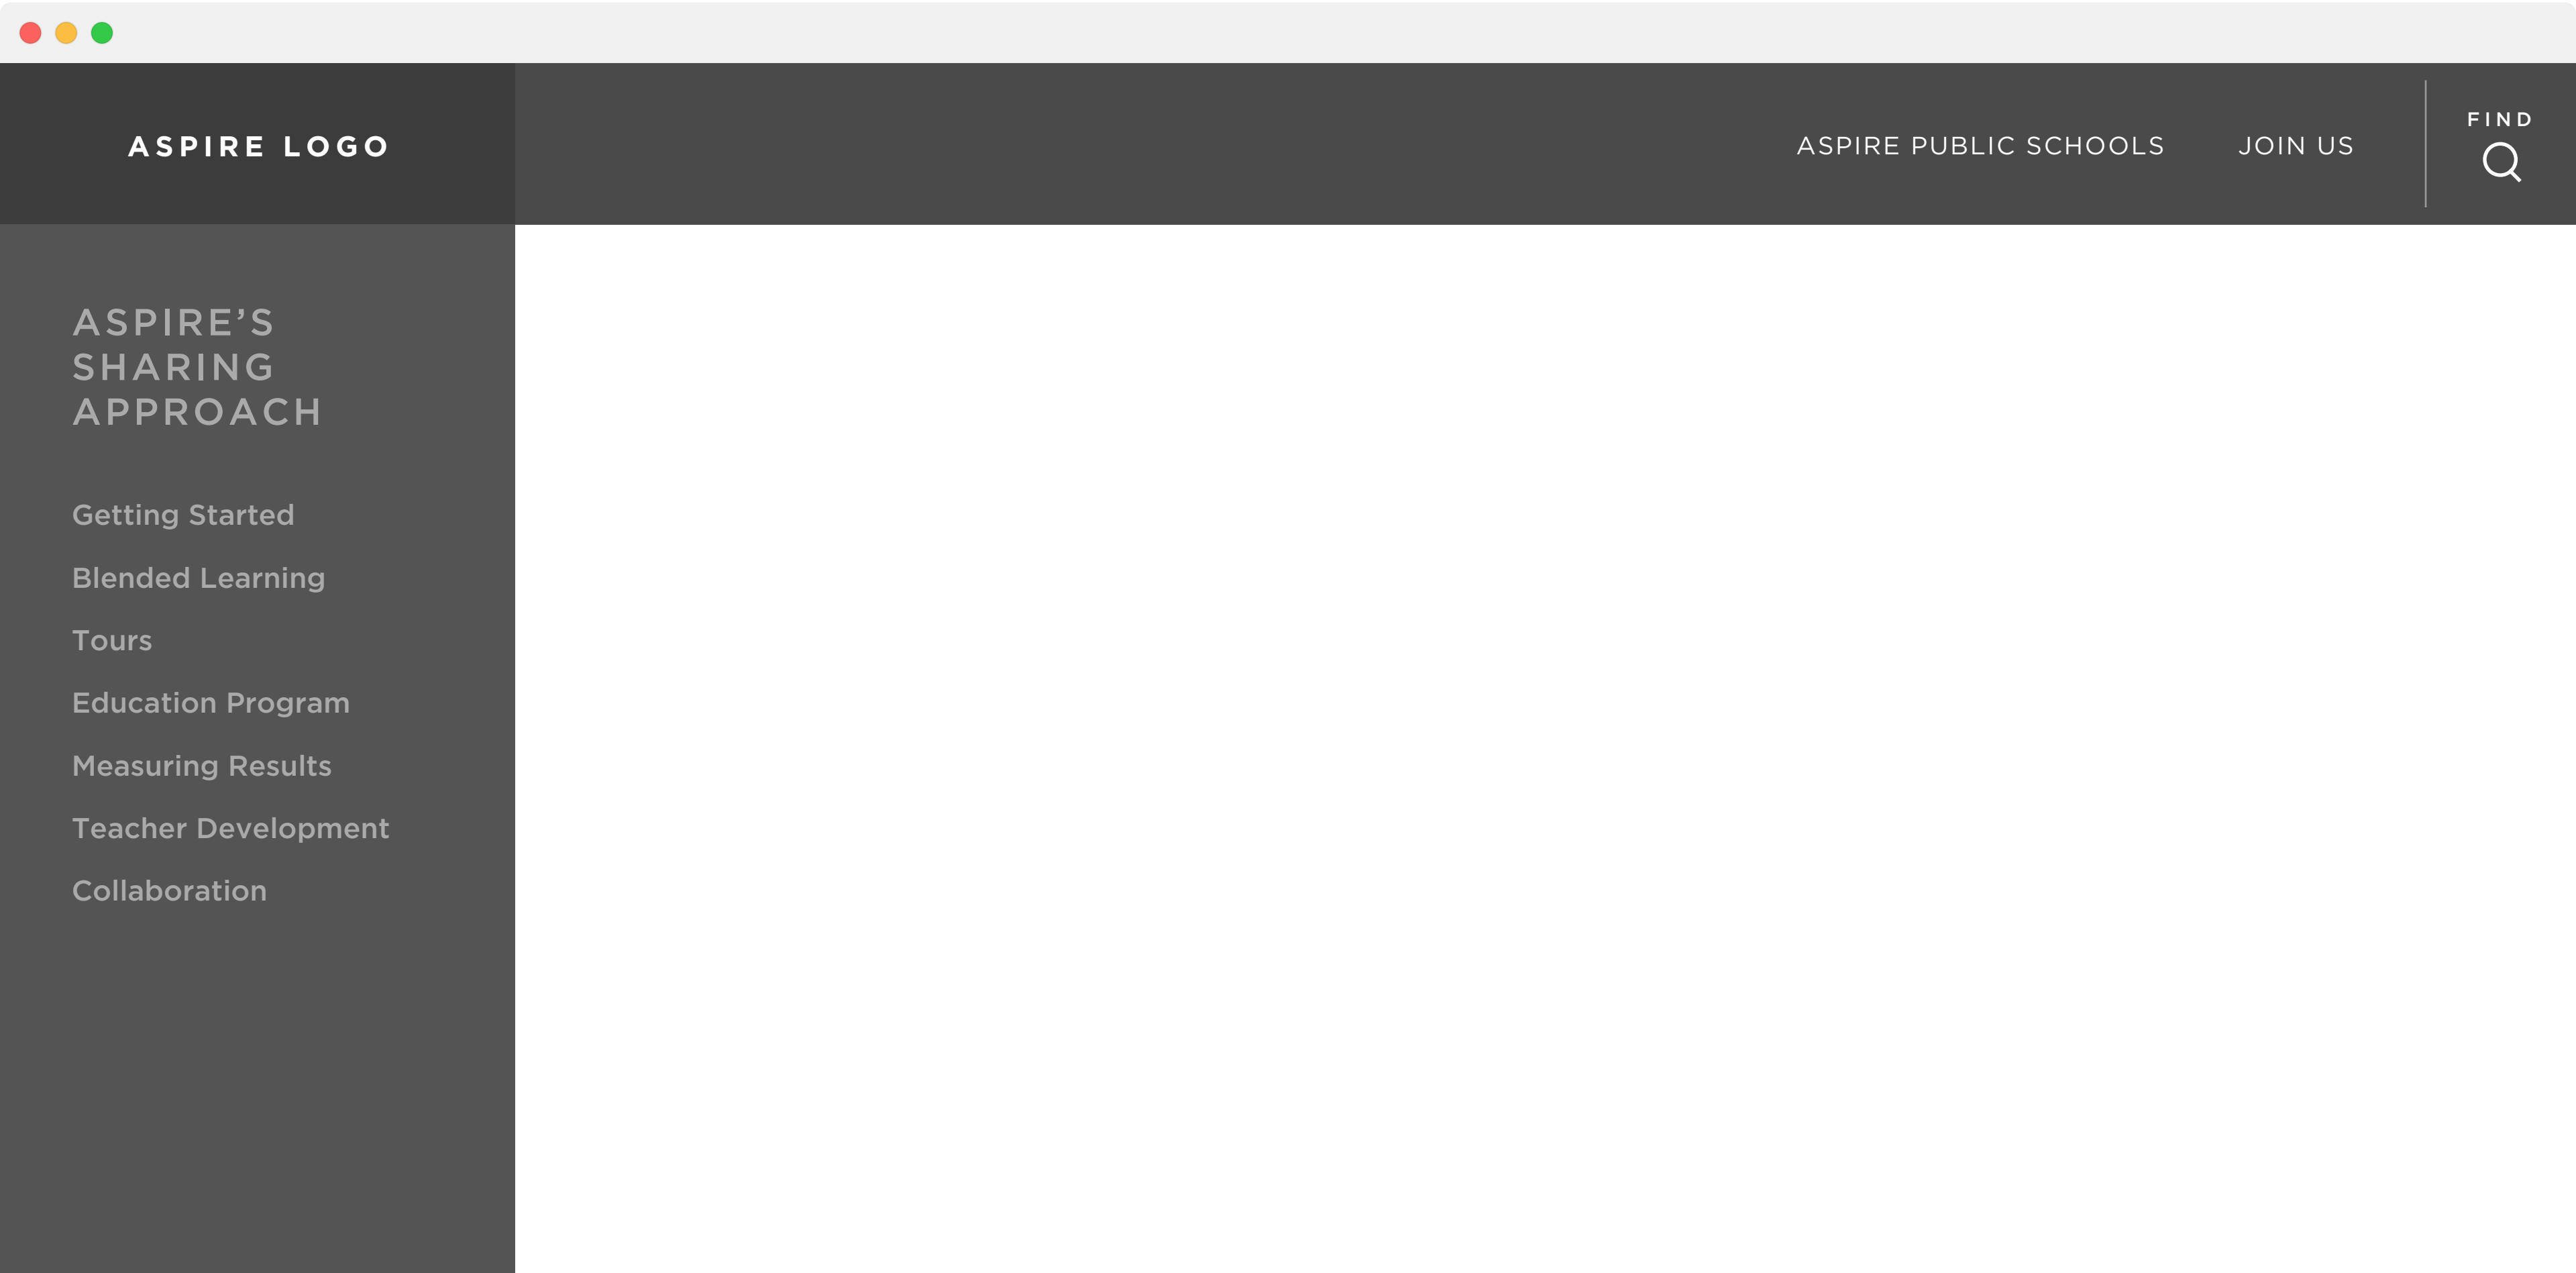 ASPIRE LOGO
ASPIRE PUBLIC SCHOOLS
JOIN US
FIND
ASPIRE’S
SHARING
APPROACH
Getting Started
Blended Learning
Tours
Education Program
Measuring Results
Teacher Development
Collaboration